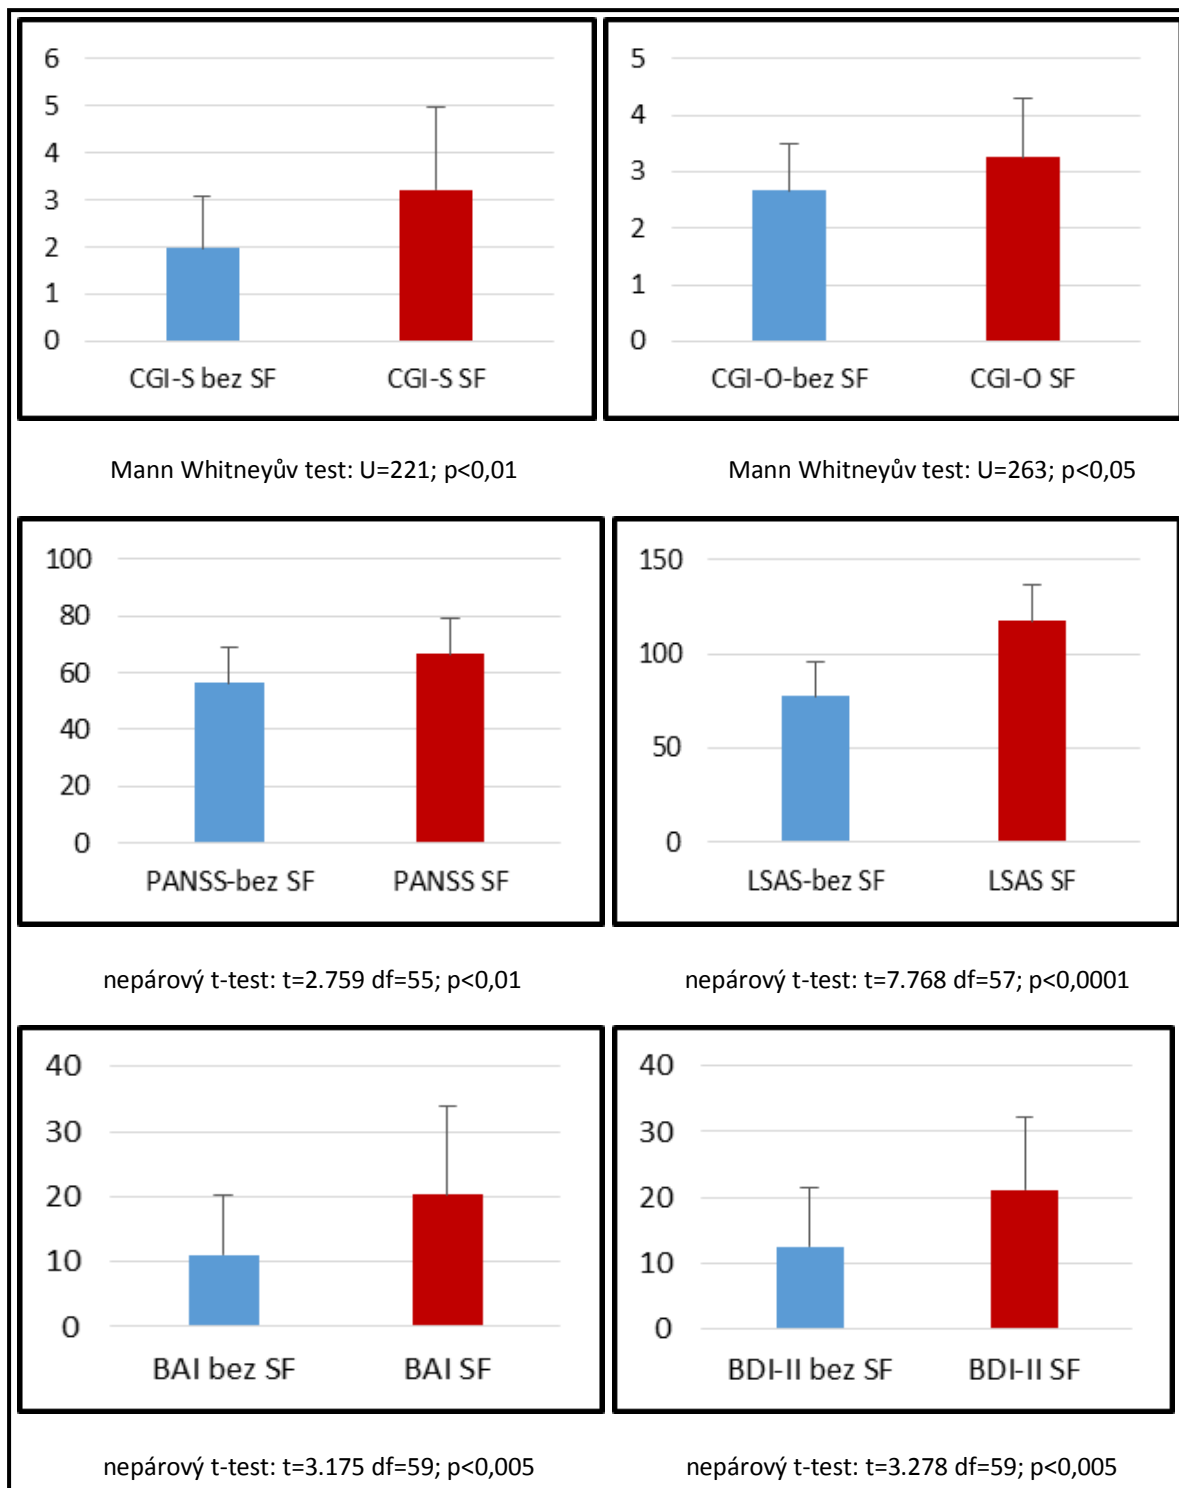 6
5
4
3
2
1
0
CGI-S bez SF CGI-S SF
5
4
3
2
1
0
CGI-O-bez SF CGI-O SF
Mann Whitneyův test: U=221; p<0,01
Mann Whitneyův test: U=263; p<0,05
100
80
60
40
20
0
PANSS-bez SF PANSS SF
150
100
50
0
LSAS-bez SF LSAS SF
nepárový t-test: t=2.759 df=55; p<0,01
nepárový t-test: t=7.768 df=57; p<0,0001
40
30
20
10
0
BAI bez SF BAI SF
40
30
20
10
0
BDI-II bez SF BDI-II SF
nepárový t-test: t=3.175 df=59; p<0,005
nepárový t-test: t=3.278 df=59; p<0,005